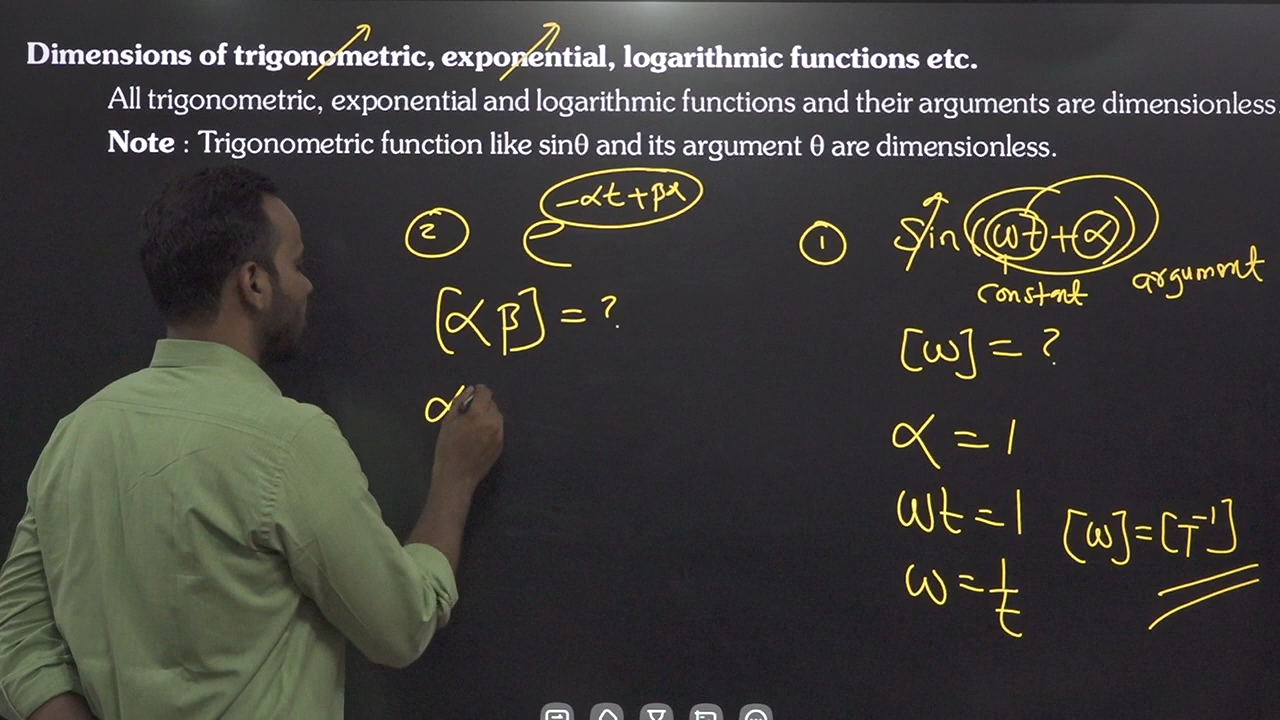 Dimensions of trigonometric, exponential, logarithmic functions etc.
All trigonometric, exponential and logarithmic functions and their arguments are dimensionless
Note : Trigonometric function like sinθ and its argument θ are dimensionless.
② e^(-αt+βx)
[αβ] = ?
α
① Sin((ωt)+(α))
constant
argument
[ω] = ?
α = 1
ωt = 1
[ω] = [T⁻¹]
ω = 1/t